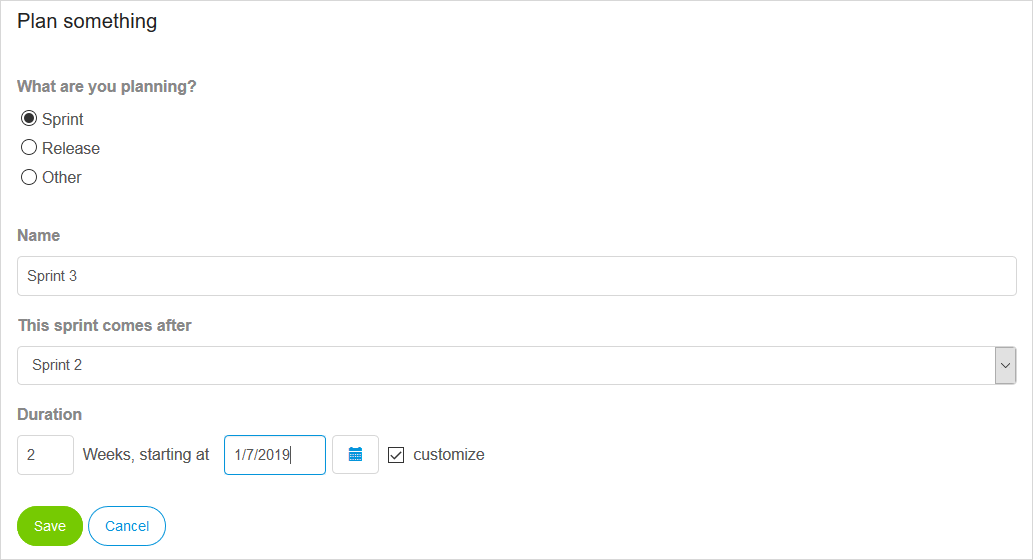 Plan something
What are you planning?
Sprint
Release
Other
Name
Sprint 3
This sprint comes after
Sprint 2
Duration
2 Weeks, starting at 1/7/2019 customize
Save Cancel